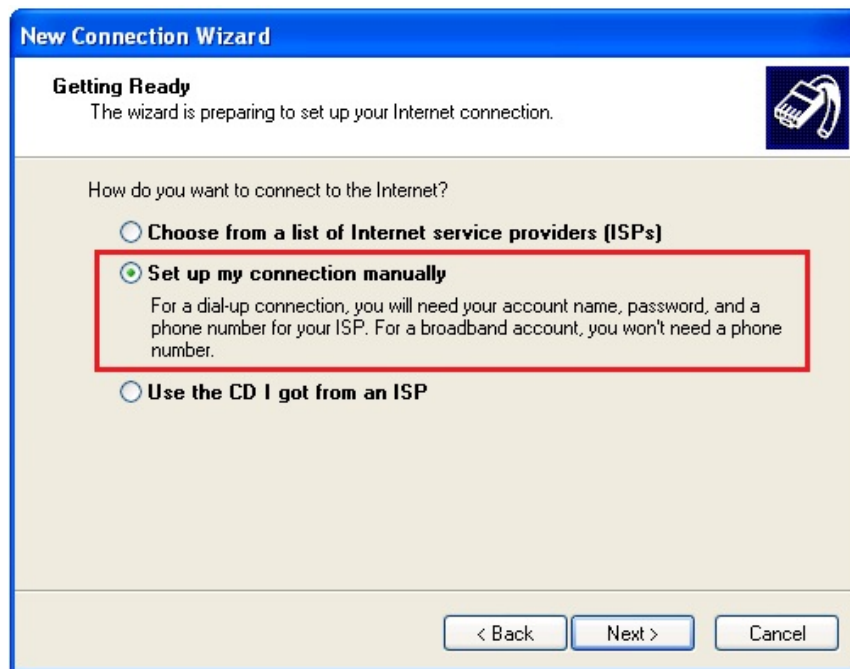 New Connection Wizard
Getting Ready
The wizard is preparing to set up your Internet connection.
How do you want to connect to the Internet?
Choose from a list of Internet service providers (ISPs)
Set up my connection manually
For a dial-up connection, you will need your account name, password, and a
phone number for your ISP. For a broadband account, you won't need a phone
number.
Use the CD I got from an ISP
< Back
Next >
Cancel